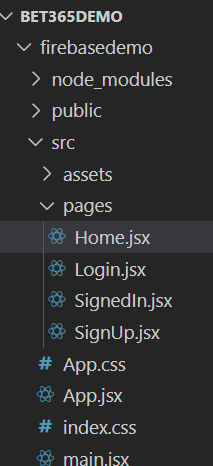 BET365DEMO
firebasedemo
node_modules
public
src
assets
pages
Home.jsx
Login.jsx
SignedIn.jsx
SignUp.jsx
# App.css
App.jsx
# index.css
main.jsx